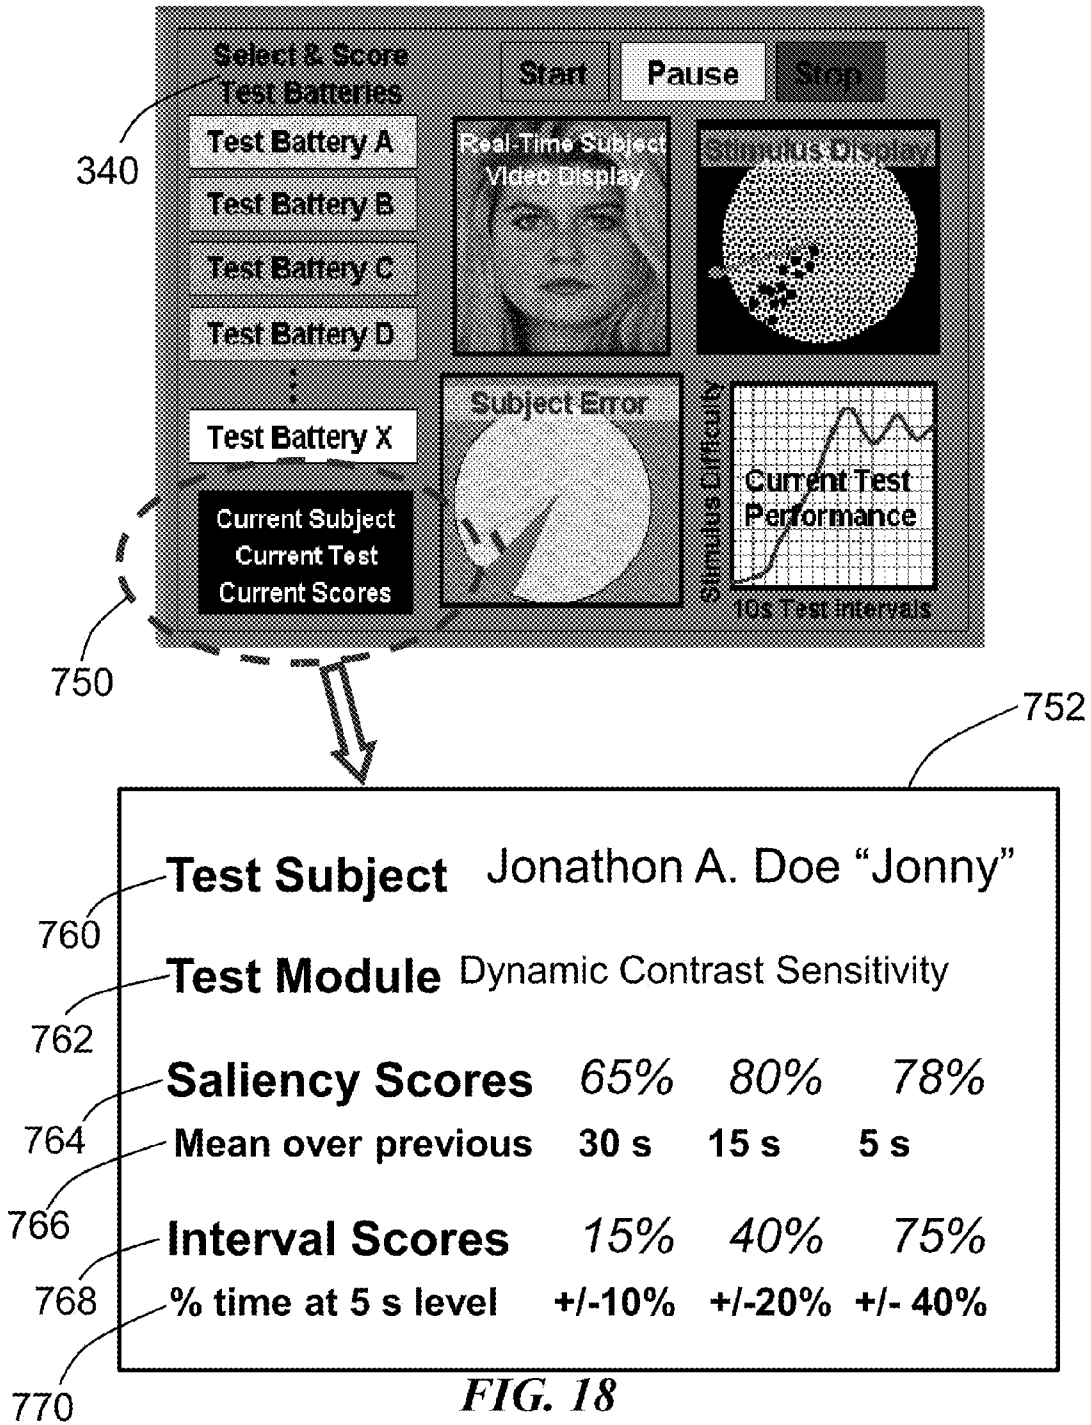 Select & Score
Test Batteries
Start
Pause
Stop
340
Test Battery A
Test Battery B
Test Battery C
Test Battery D
Test Battery X
Real-Time Subject
Video Display
Stimulus Display
Subject Error
Stimulus Difficulty
Current Test
Performance
10s Test Intervals
Current Subject
Current Test
Current Scores
750
752
Test Subject Jonathon A. Doe “Jonny”
760
Test Module Dynamic Contrast Sensitivity
762
Saliency Scores 65% 80% 78%
764
Mean over previous 30 s 15 s 5 s
766
Interval Scores 15% 40% 75%
768
% time at 5 s level +/-10% +/-20% +/- 40%
770
FIG. 18